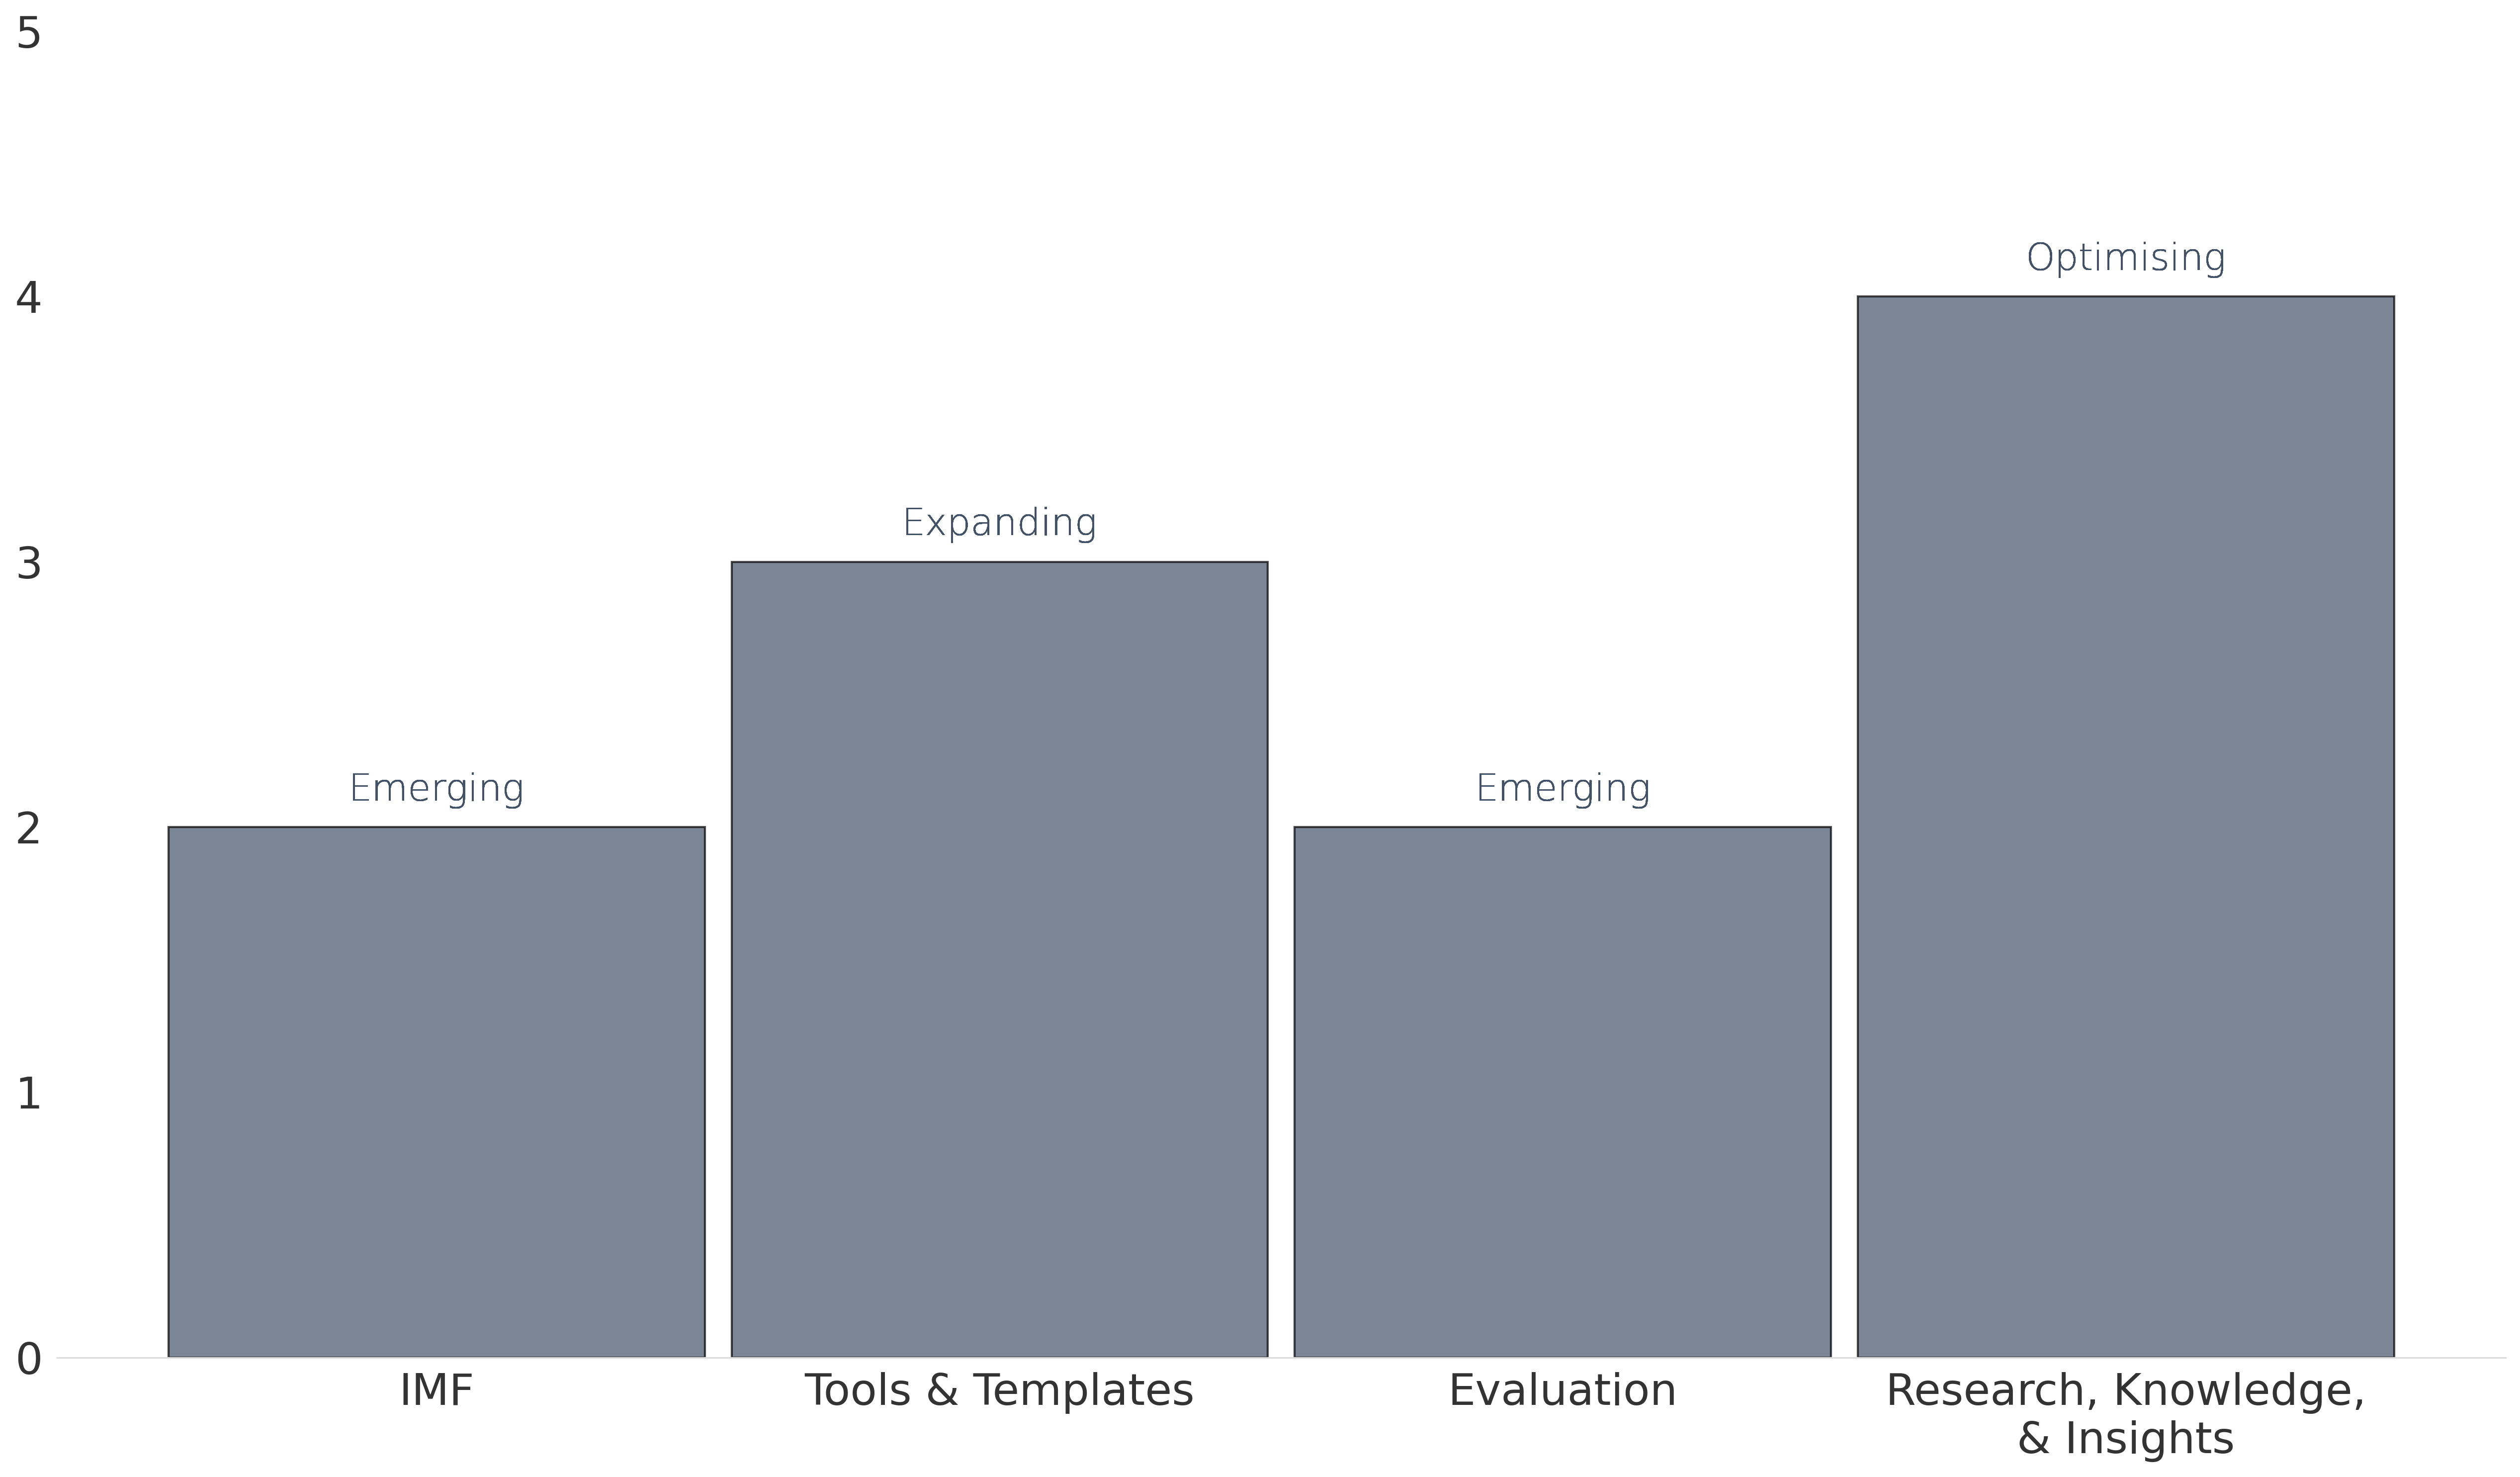 5
4
3
2
1
0
Optimising
Expanding
Emerging
Emerging
IMF
Tools & Templates
Evaluation
Research, Knowledge,
& Insights